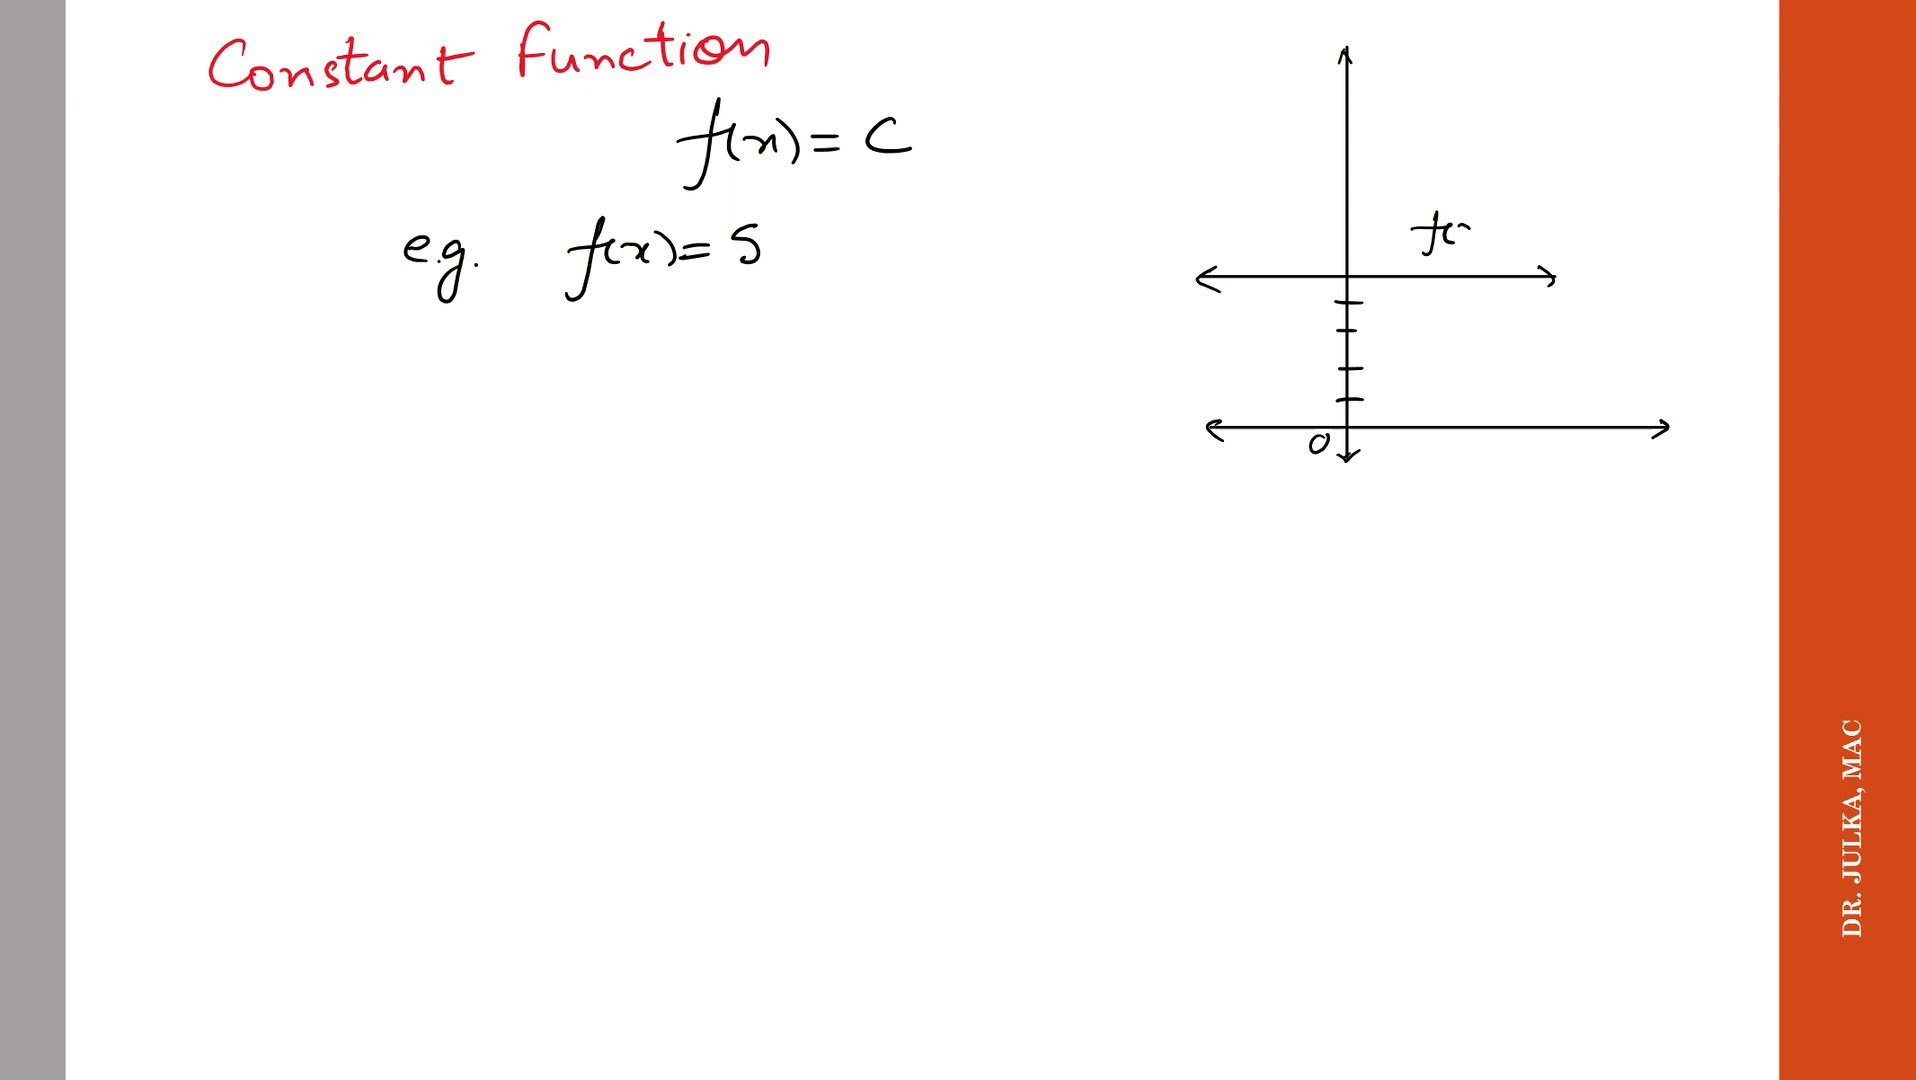 Constant Function
f(x) = C
e.g. f(x) = 5
f(
0
DR. JULKA, MAC